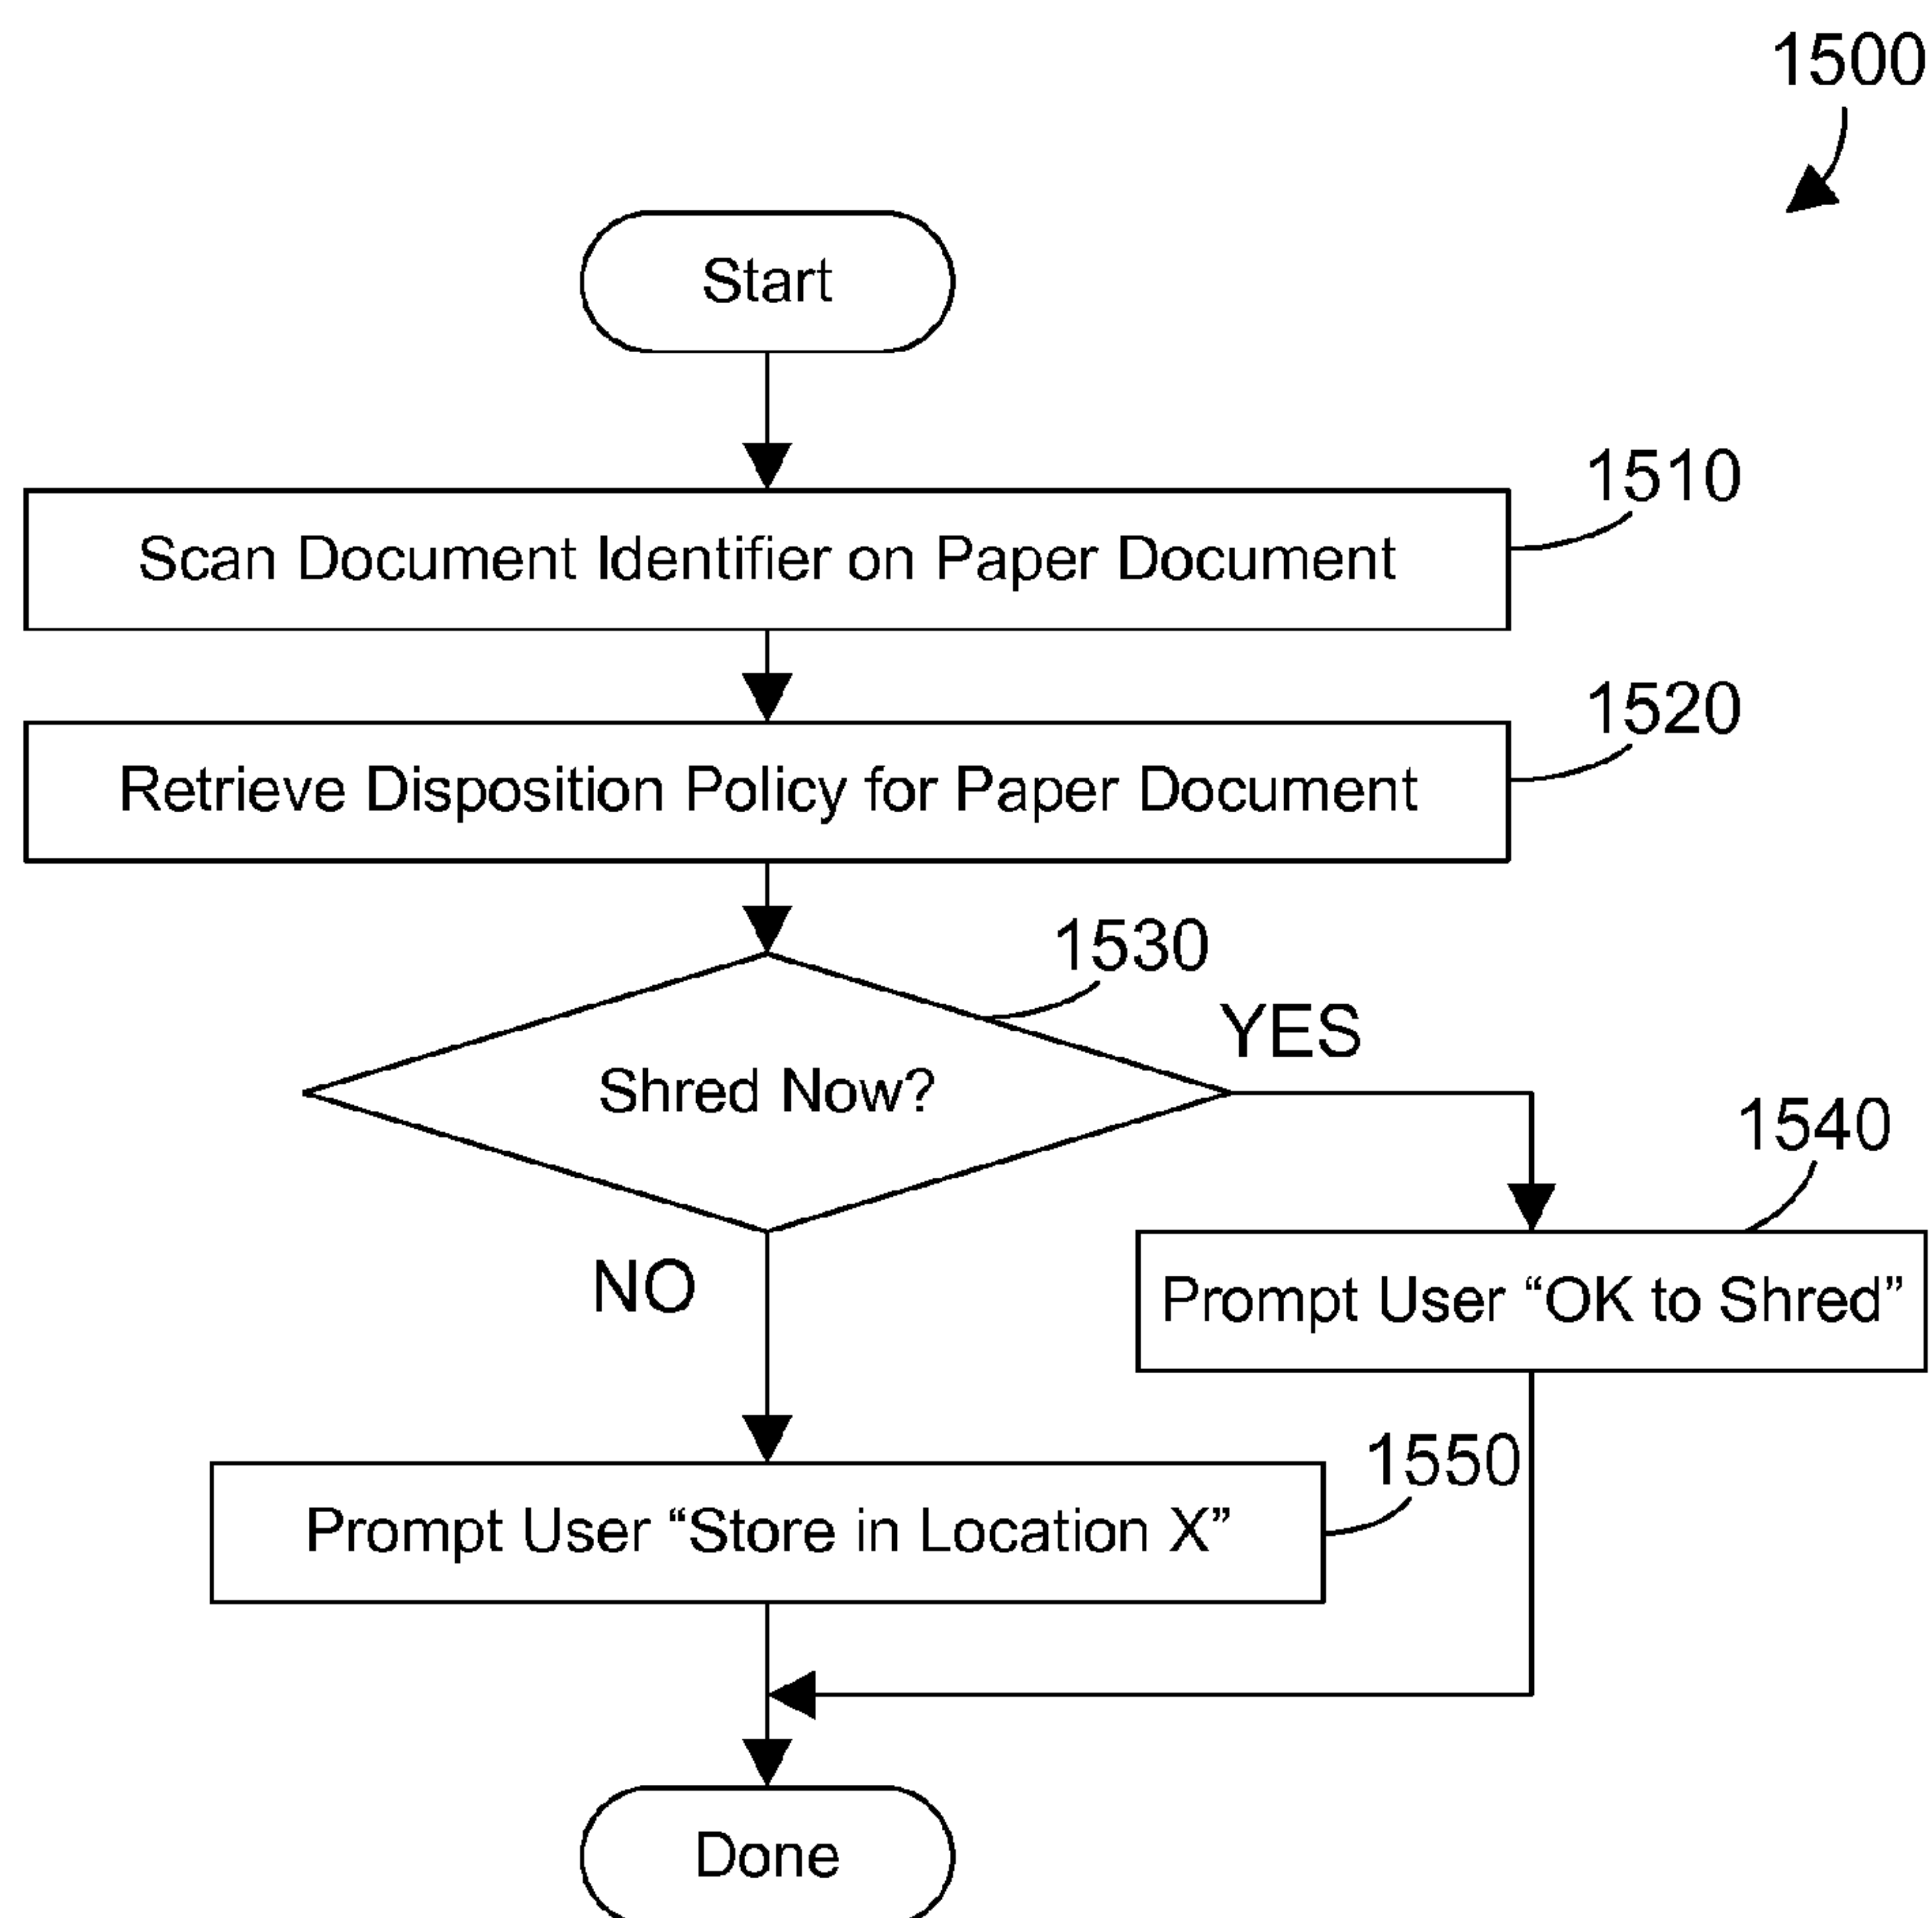 1500
Start
1510
Scan Document Identifier on Paper Document
1520
Retrieve Disposition Policy for Paper Document
1530
YES
Shred Now?
1540
NO
Prompt User “OK to Shred”
1550
Prompt User “Store in Location X”
Done